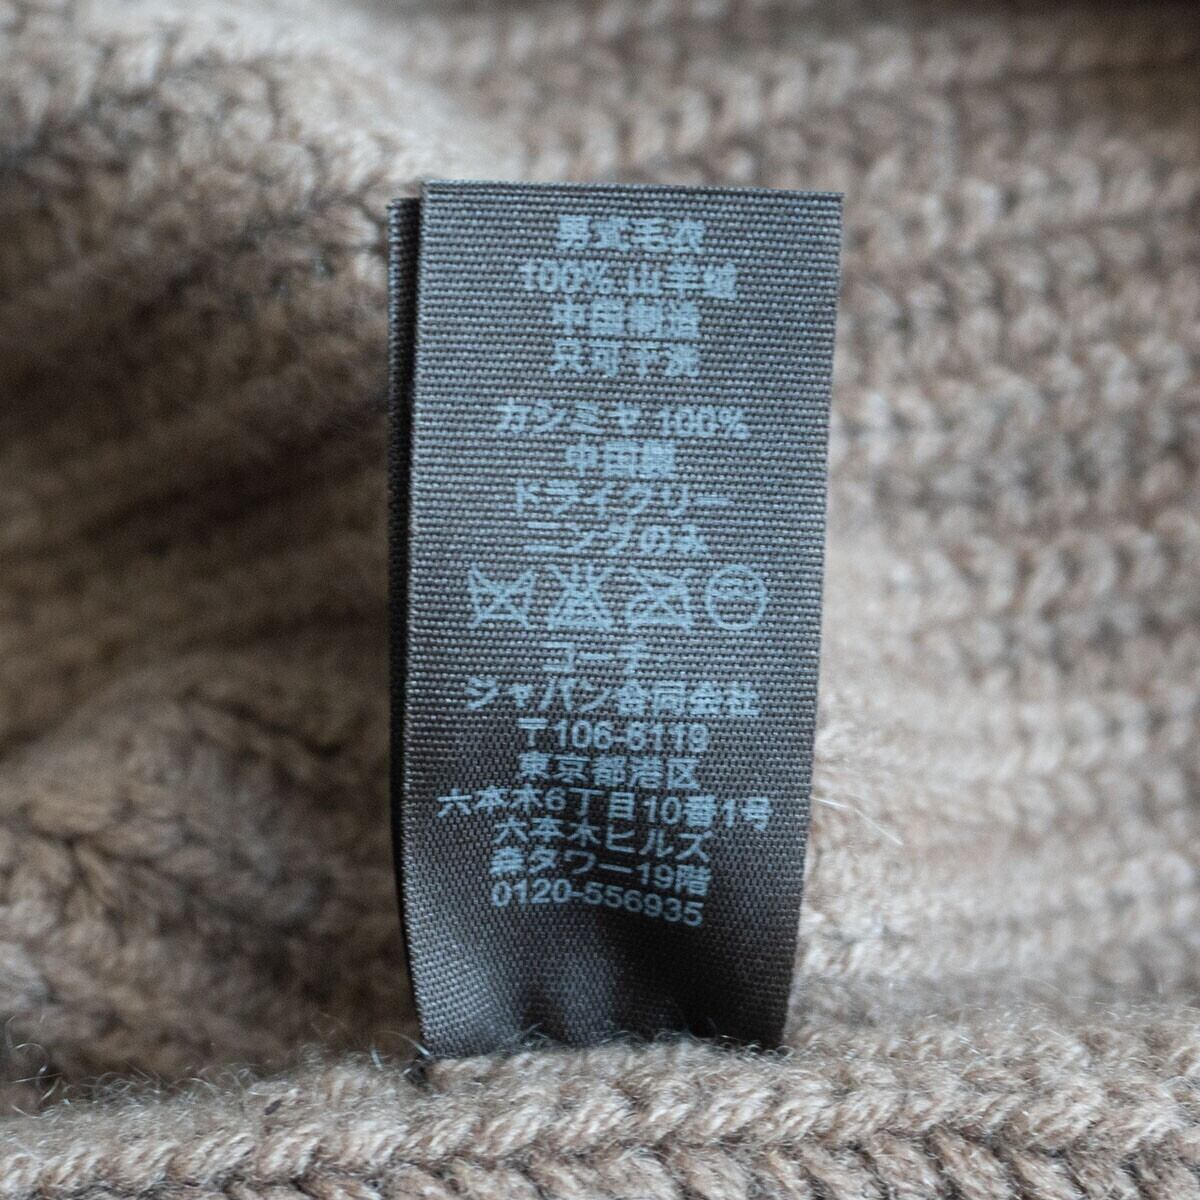 男式毛衣
100% 山羊绒
中国制造
只可干洗
カシミヤ 100%
中国製
ドライクリー
ニングのみ
コーチ・
ジャパン合同会社
〒106-6119
東京都港区
六本木6丁目10番1号
六本木ヒルズ
森タワー19階
0120-556935